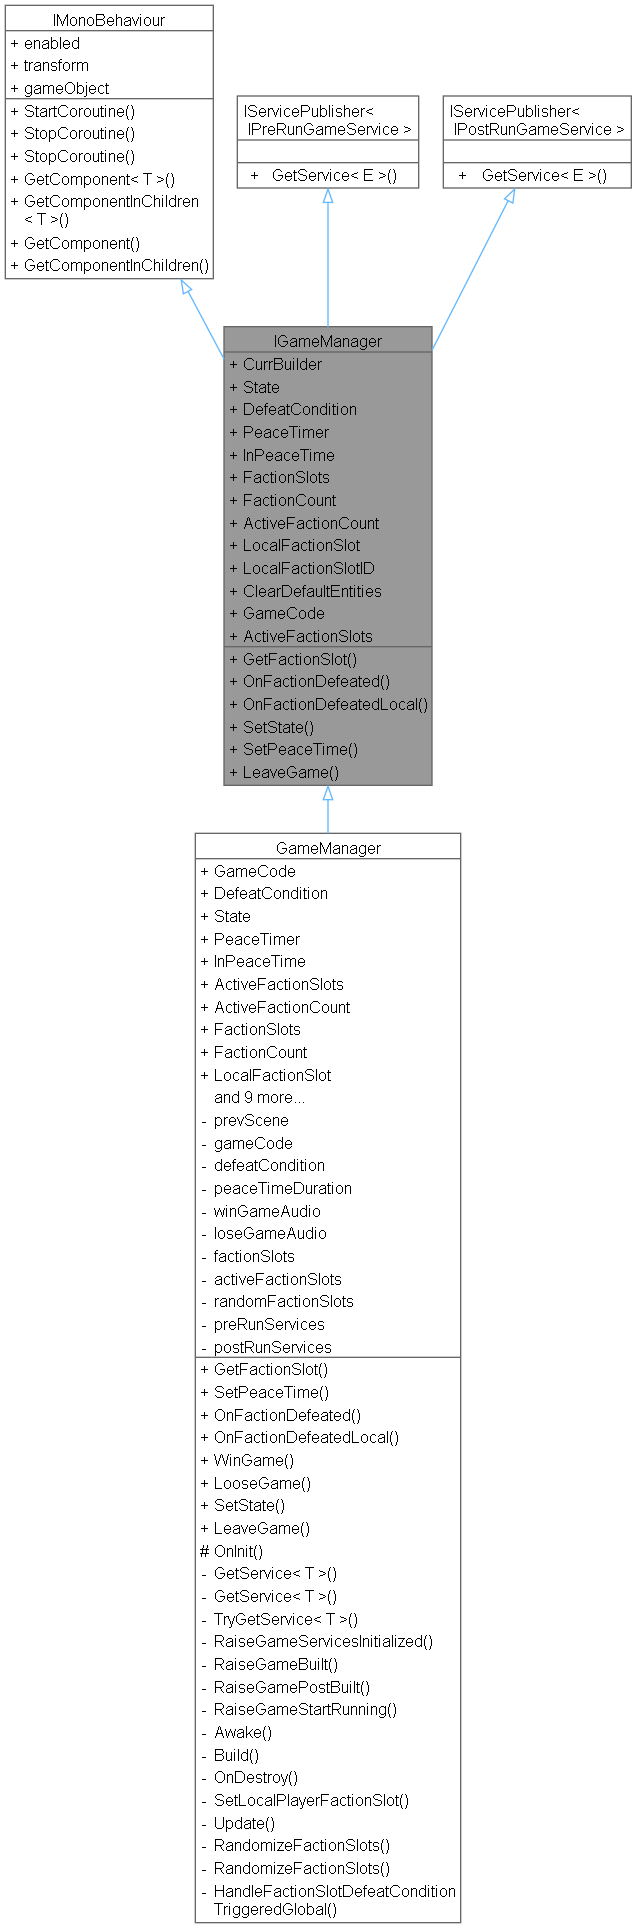 IMonoBehaviour
+ enabled
+ transform
+ gameObject
+ StartCoroutine()
+ StopCoroutine()
+ StopCoroutine()
+ GetComponent< T >()
+ GetComponentInChildren
< T >()
+ GetComponent()
+ GetComponentInChildren()
IServicePublisher<
IPreRunGameService >
+ GetService< E >()
IServicePublisher<
IPostRunGameService >
+ GetService< E >()
IGameManager
+ CurrBuilder
+ State
+ DefeatCondition
+ PeaceTimer
+ InPeaceTime
+ FactionSlots
+ FactionCount
+ ActiveFactionCount
+ LocalFactionSlot
+ LocalFactionSlotID
+ ClearDefaultEntities
+ GameCode
+ ActiveFactionSlots
+ GetFactionSlot()
+ OnFactionDefeated()
+ OnFactionDefeatedLocal()
+ SetState()
+ SetPeaceTime()
+ LeaveGame()
GameManager
+ GameCode
+ DefeatCondition
+ State
+ PeaceTimer
+ InPeaceTime
+ ActiveFactionSlots
+ ActiveFactionCount
+ FactionSlots
+ FactionCount
+ LocalFactionSlot
and 9 more...
- prevScene
- gameCode
- defeatCondition
- peaceTimeDuration
- winGameAudio
- loseGameAudio
- factionSlots
- activeFactionSlots
- randomFactionSlots
- preRunServices
- postRunServices
+ GetFactionSlot()
+ SetPeaceTime()
+ OnFactionDefeated()
+ OnFactionDefeatedLocal()
+ WinGame()
+ LooseGame()
+ SetState()
+ LeaveGame()
# OnInit()
- GetService< T >()
- GetService< T >()
- TryGetService< T >()
- RaiseGameServicesInitialized()
- RaiseGameBuilt()
- RaiseGamePostBuilt()
- RaiseGameStartRunning()
- Awake()
- Build()
- OnDestroy()
- SetLocalPlayerFactionSlot()
- Update()
- RandomizeFactionSlots()
- RandomizeFactionSlots()
- HandleFactionSlotDefeatCondition
TriggeredGlobal()